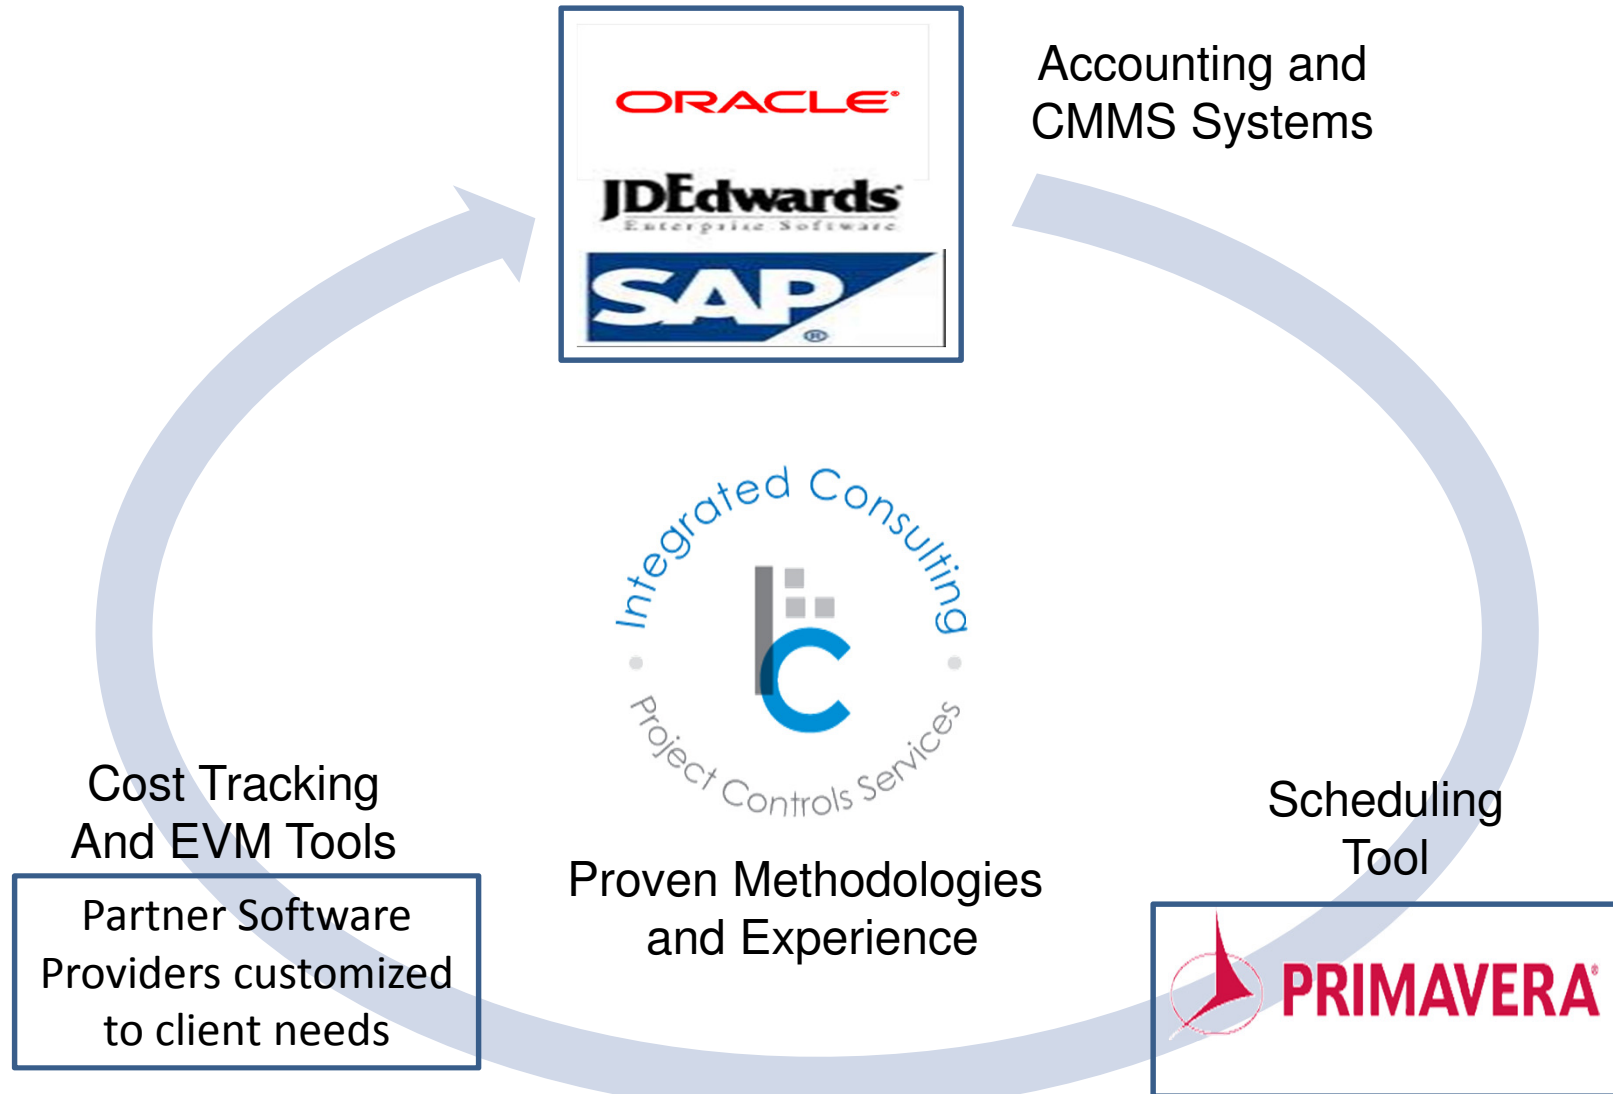 ORACLE®
Accounting and
CMMS Systems
JDEdwards®
Enterprise Software
SAP
®
Integrated Consulting
Project Controls Services
Cost Tracking
And EVM Tools
Partner Software
Providers customized
to client needs
Proven Methodologies
and Experience
Scheduling
Tool
PRIMAVERA®